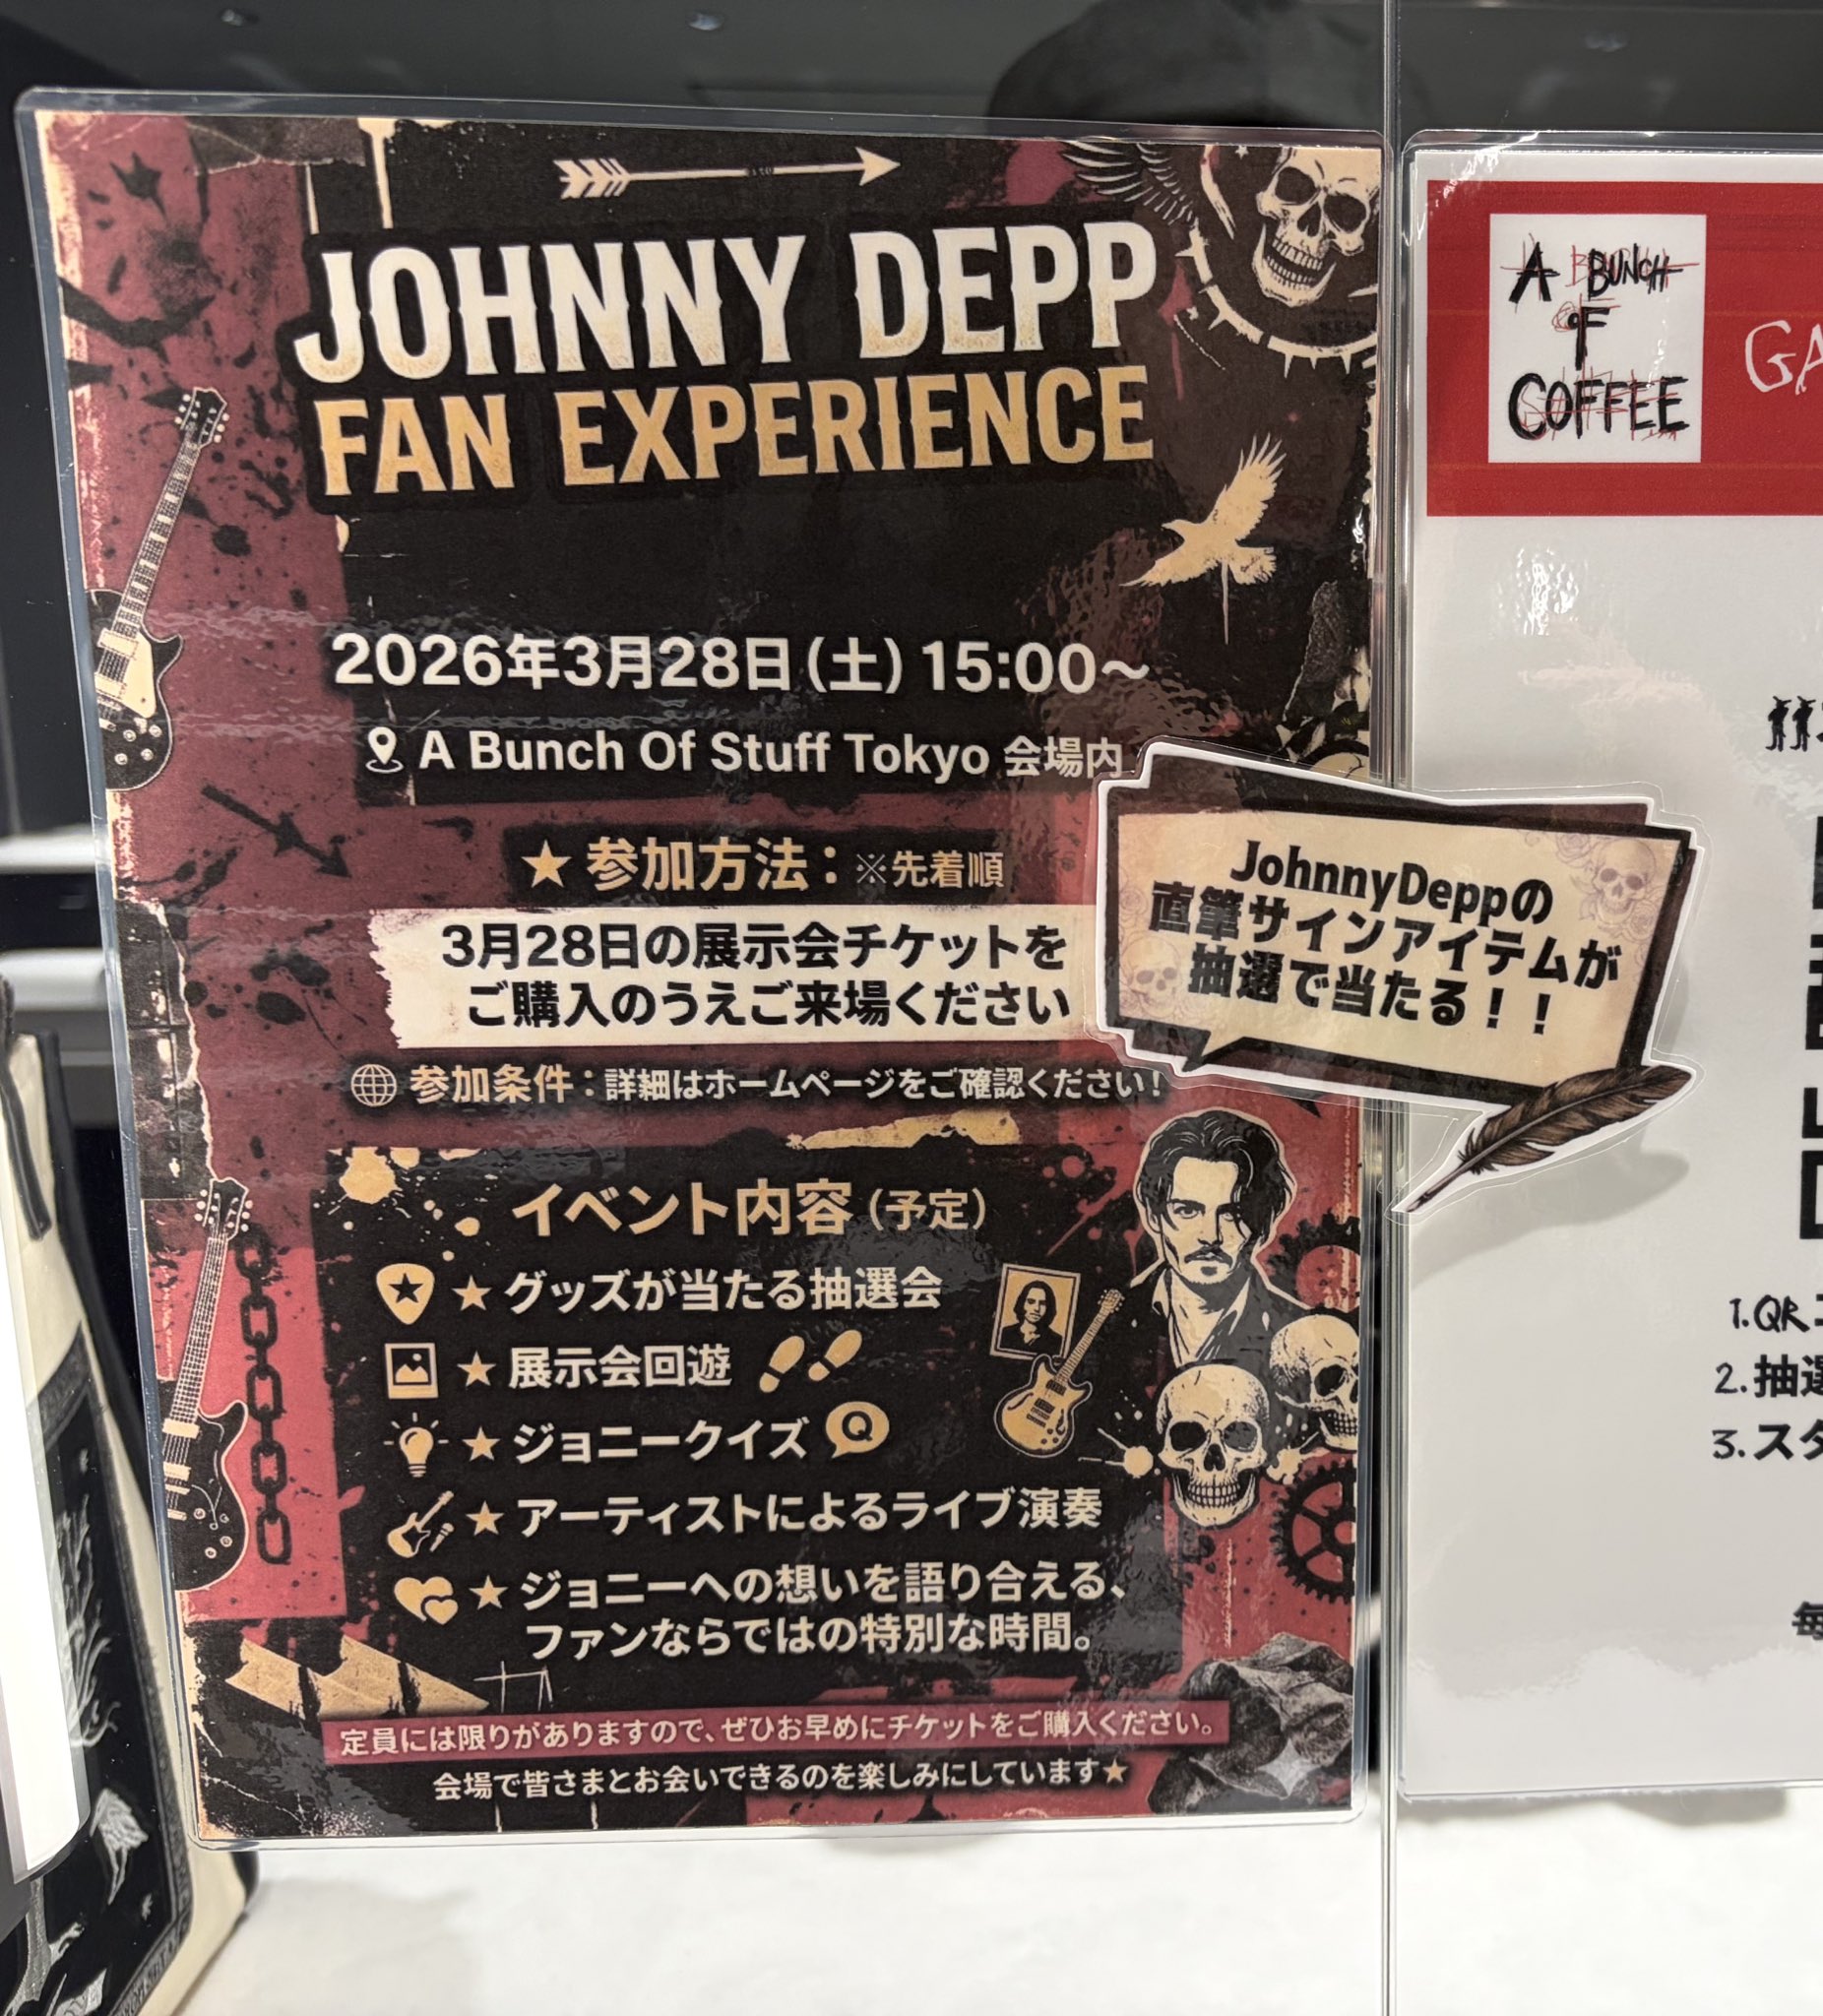 JOHNNY DEPP
FAN EXPERIENCE
2026年3月28日(土) 15:00〜
A Bunch Of Stuff Tokyo 会場内
★ 参加方法：※先着順
3月28日の展示会チケットを
ご購入のうえご来場ください
参加条件：詳細はホームページをご確認ください！
JohnnyDeppの
直筆サインアイテムが
抽選で当たる！！
イベント内容（予定）
★ グッズが当たる抽選会
★ 展示会回遊
★ ジョニークイズ Q
★ アーティストによるライブ演奏
★ ジョニーへの想いを語り合える、
ファンならではの特別な時間。
定員には限りがありますので、ぜひお早めにチケットをご購入ください。
会場で皆さまとお会いできるのを楽しみにしています★
A BUNCH
OF
COFFEE
GA
1.QR
2.抽選
3.スタ
毎